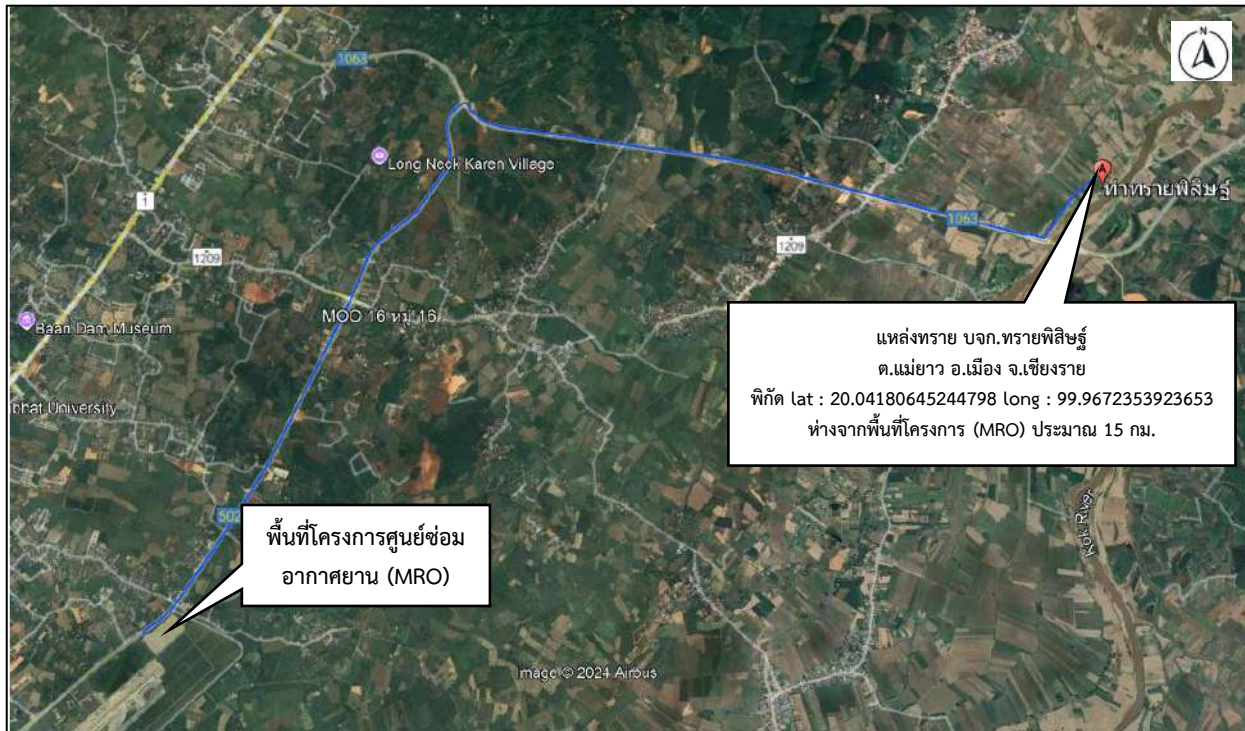 N
1063
Long Neck Karen Village
ท่าทรายพิสิษฐ์
1
1063
1209
1209
MOO 16 หมู่ 16
Baan Dam Museum
แหล่งทราย บจก.ทรายพิสิษฐ์
ต.แม่ยาว อ.เมือง จ.เชียงราย
พิกัด lat : 20.04180645244798 long : 99.9672353923653
ห่างจากพื้นที่โครงการ (MRO) ประมาณ 15 กม.
bhat University
502
พื้นที่โครงการศูนย์ซ่อม
อากาศยาน (MRO)
Kok River
Image © 2024 Airbus